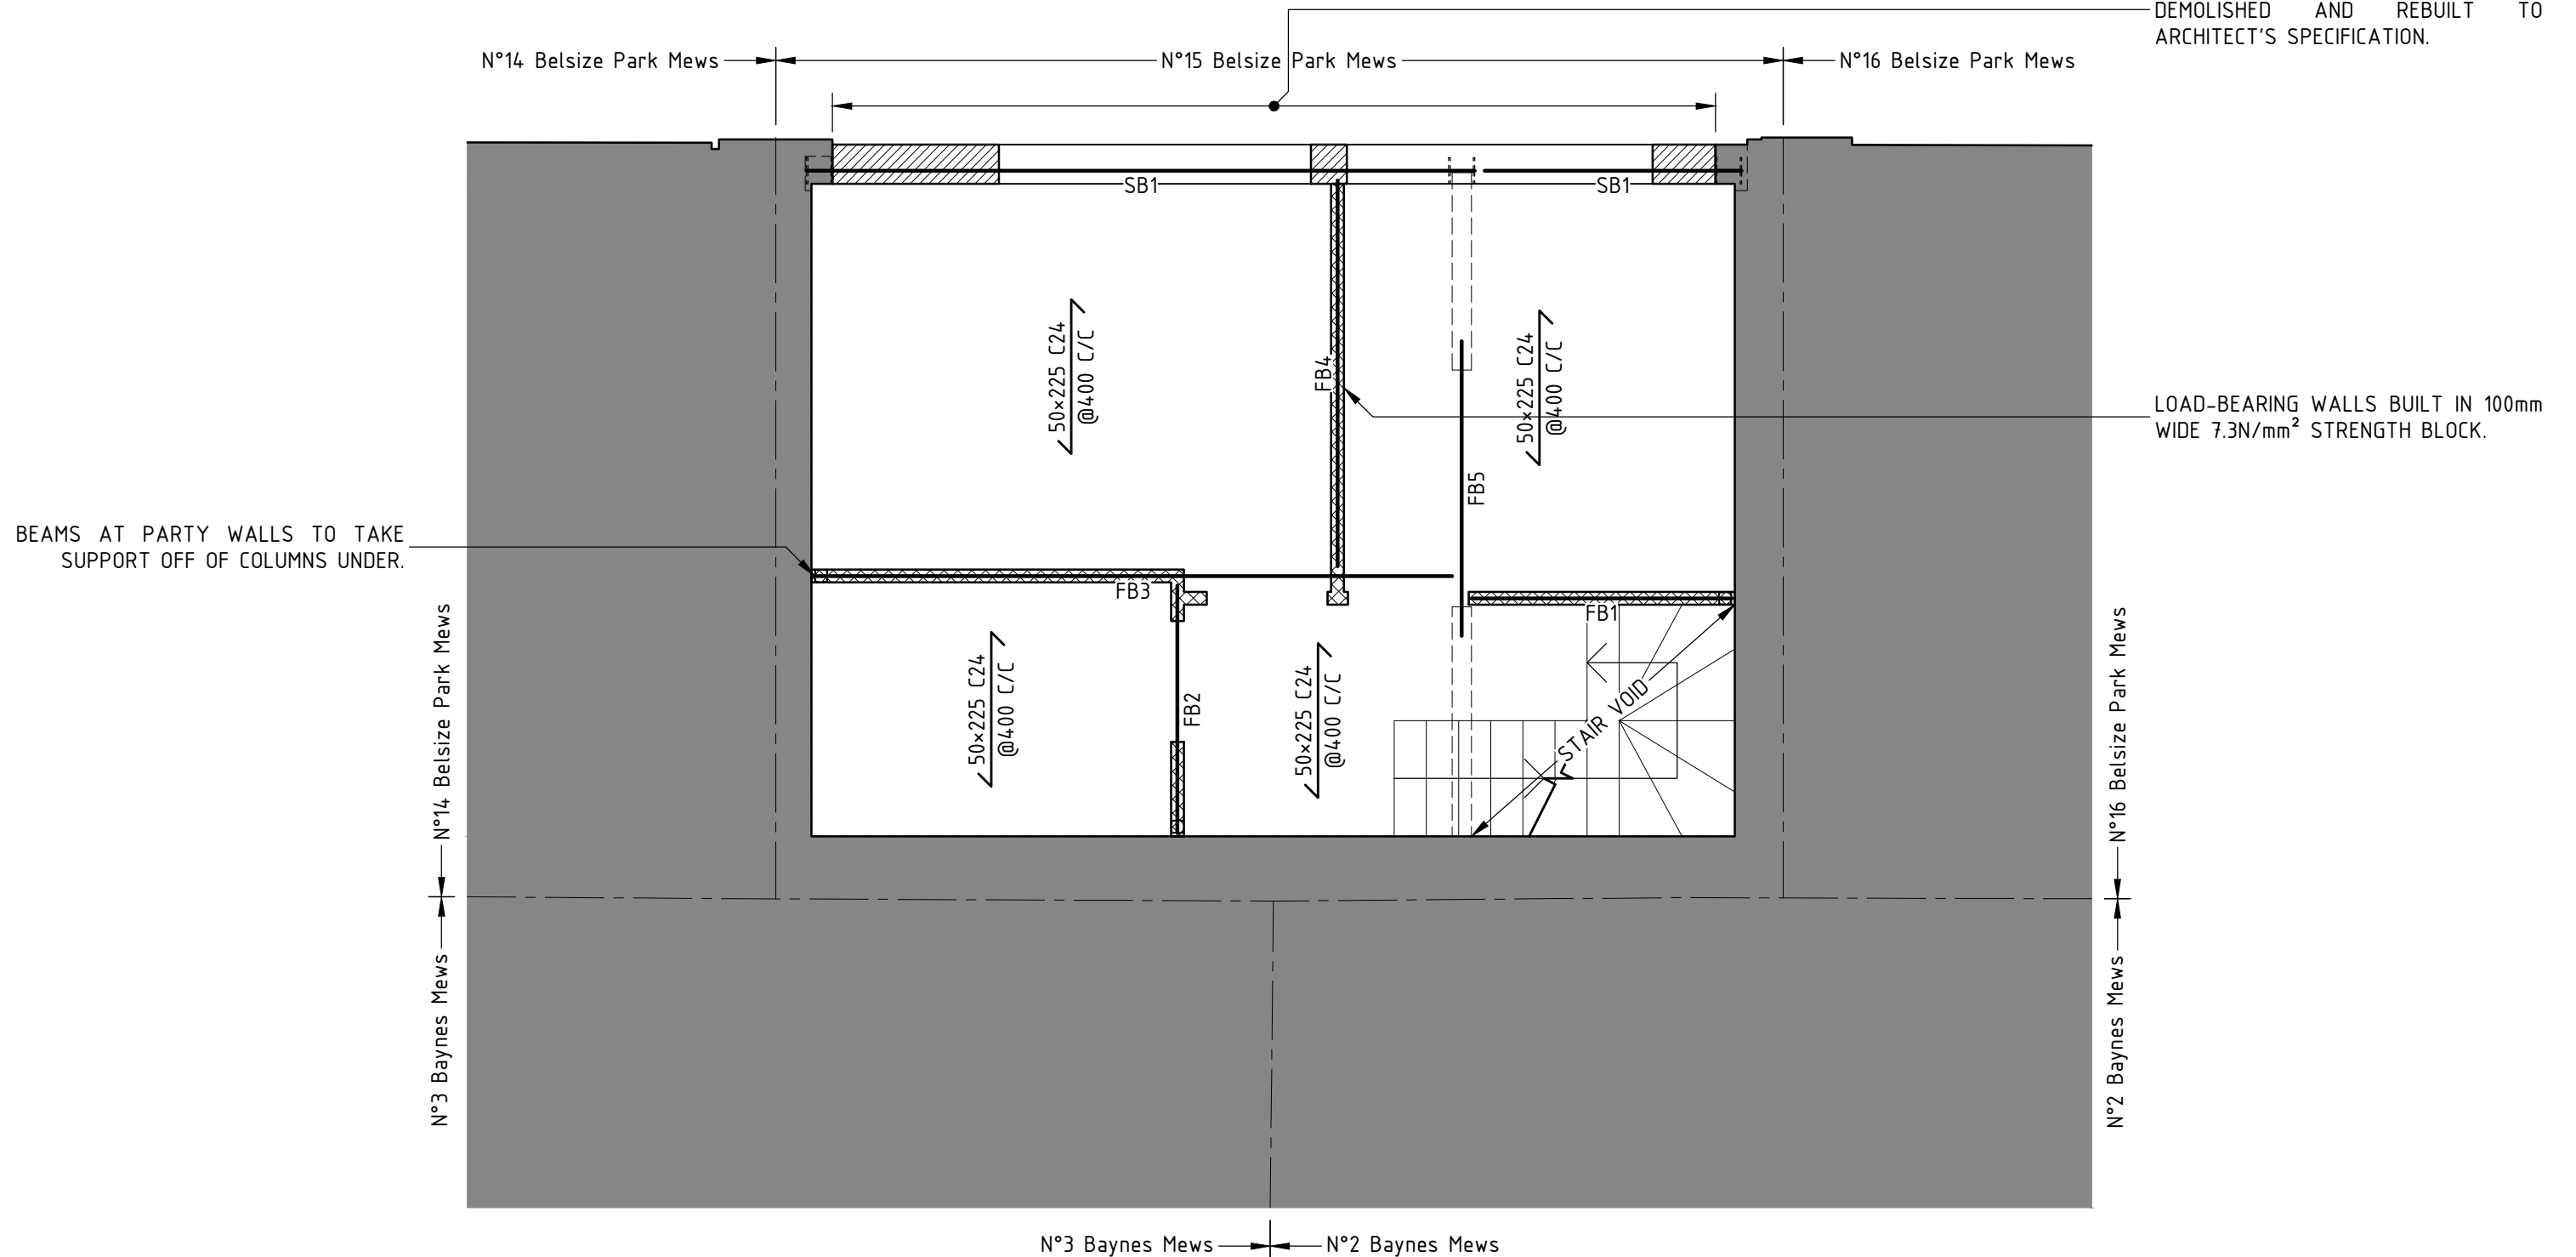 DEMOLISHED AND REBUILT TO
ARCHITECT'S SPECIFICATION.
N°14 Belsize Park Mews
N°15 Belsize Park Mews
N°16 Belsize Park Mews
SB1
SB1
50×225 C24
@400 C/C
FB4
50×225 C24
@400 C/C
LOAD-BEARING WALLS BUILT IN 100mm
WIDE 7.3N/mm² STRENGTH BLOCK.
FB5
BEAMS AT PARTY WALLS TO TAKE
SUPPORT OFF OF COLUMNS UNDER.
FB3
FB1
50×225 C24
@400 C/C
FB2
50×225 C24
@400 C/C
STAIR VOID
N°14 Belsize Park Mews
N°16 Belsize Park Mews
N°3 Baynes Mews
N°2 Baynes Mews
N°3 Baynes Mews
N°2 Baynes Mews